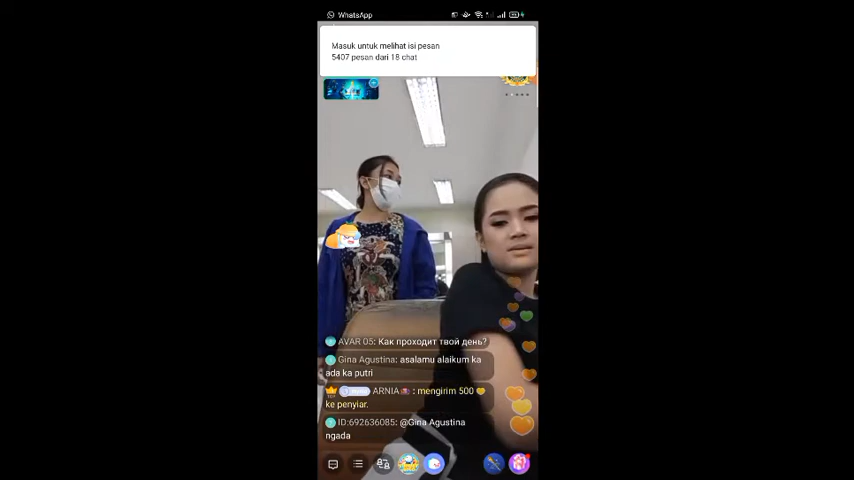 WhatsApp
Masuk untuk melihat isi pesan
5407 pesan dari 18 chat
AVAR 05: Как проходит твой день?
Gina Agustina: asalamu alaikum ka
ada ka putri
ARNIA : mengirim 500
ke penyiar.
ID:692636085: @Gina Agustina
ngada